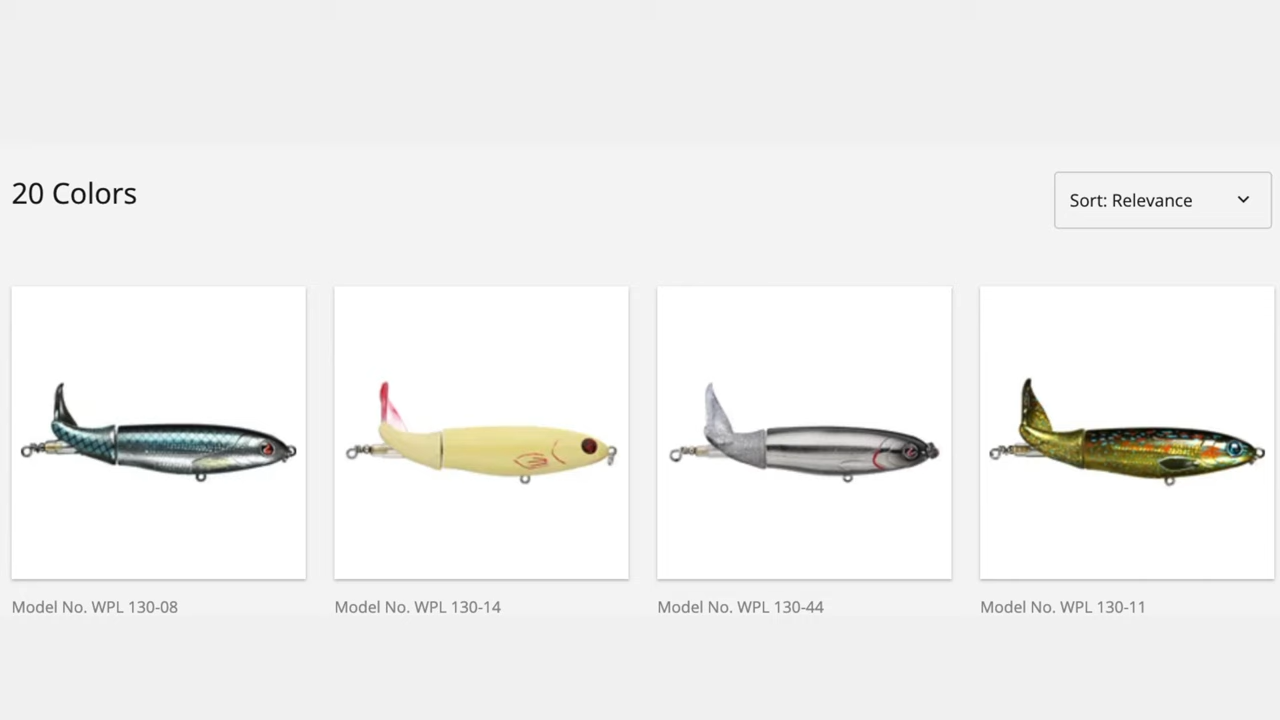 20 Colors
Sort: Relevance
Model No. WPL 130-08
Model No. WPL 130-14
Model No. WPL 130-44
Model No. WPL 130-11